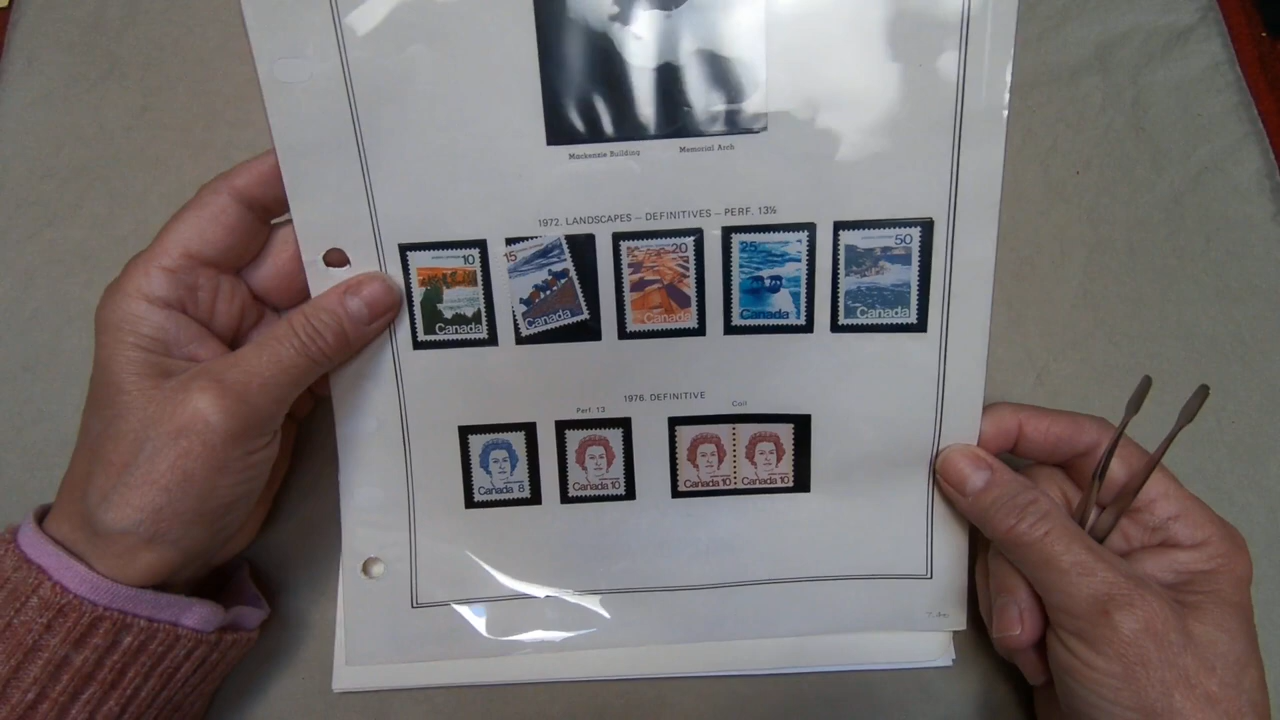 Mackenzie Building Memorial Arch
1972. LANDSCAPES — DEFINITIVES — PERF. 13½
10 Canada
15 Canada
20 Canada
25 Canada
50 Canada
1976. DEFINITIVE
Perf. 13 Coil
Canada 8
Canada 10
Canada 10 Canada 10